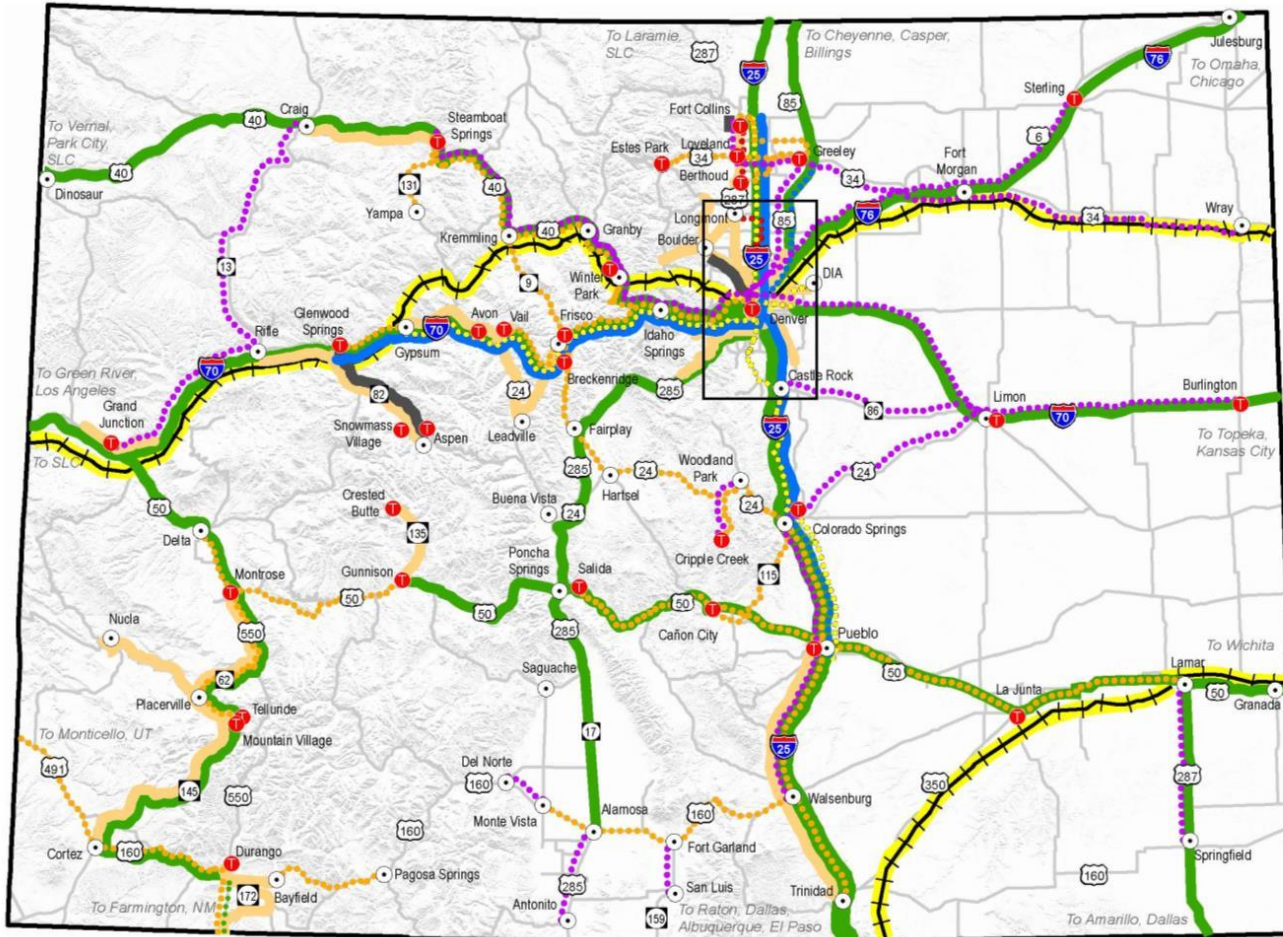 To Laramie,
SLC
287
25
To Cheyenne, Casper,
Billings
85
76
Julesburg
To Omaha,
Chicago
Sterling
6
Craig
40
Steamboat
Springs
Fort Collins
Loveland
Estes Park
34
Greeley
Berthoud
34
Fort
Morgan
To Vernal,
Park City,
SLC
40
Dinosaur
131
Yampa
40
Kremmling
40
Granby
287
Longmont
85
76
34
Wray
Boulder
25
DIA
13
9
Winter
Park
Glenwood
Springs
70
Avon
Vail
Frisco
Denver
Rifle
Gypsum
Idaho
Springs
To Green River,
Los Angeles
70
82
24
Breckenridge
285
Castle Rock
Limon
70
Burlington
86
Grand
Junction
Snowmass
Village
Aspen
Leadville
Fairplay
25
To Topeka,
Kansas City
To SLC
285
24
Woodland
Park
24
24
Hartsel
Crested
Butte
Buena Vista
24
50
135
Colorado Springs
Delta
Cripple Creek
Poncha
Springs
Salida
115
Montrose
Gunnison
50
50
50
Cañon City
Nucla
550
285
Pueblo
To Wichita
50
Lamar
62
Saguache
La Junta
50
Granada
Placerville
Telluride
Mountain Village
17
To Monticello, UT
25
491
145
550
Del Norte
160
350
287
Monte Vista
Alamosa
160
Walsenburg
160
Cortez
160
Durango
Fort Garland
Springfield
Pagosa Springs
172
Bayfield
285
San Luis
160
Trinidad
To Farmington, NM
Antonito
159
To Raton, Dallas,
Albuquerque, El Paso
To Amarillo, Dallas